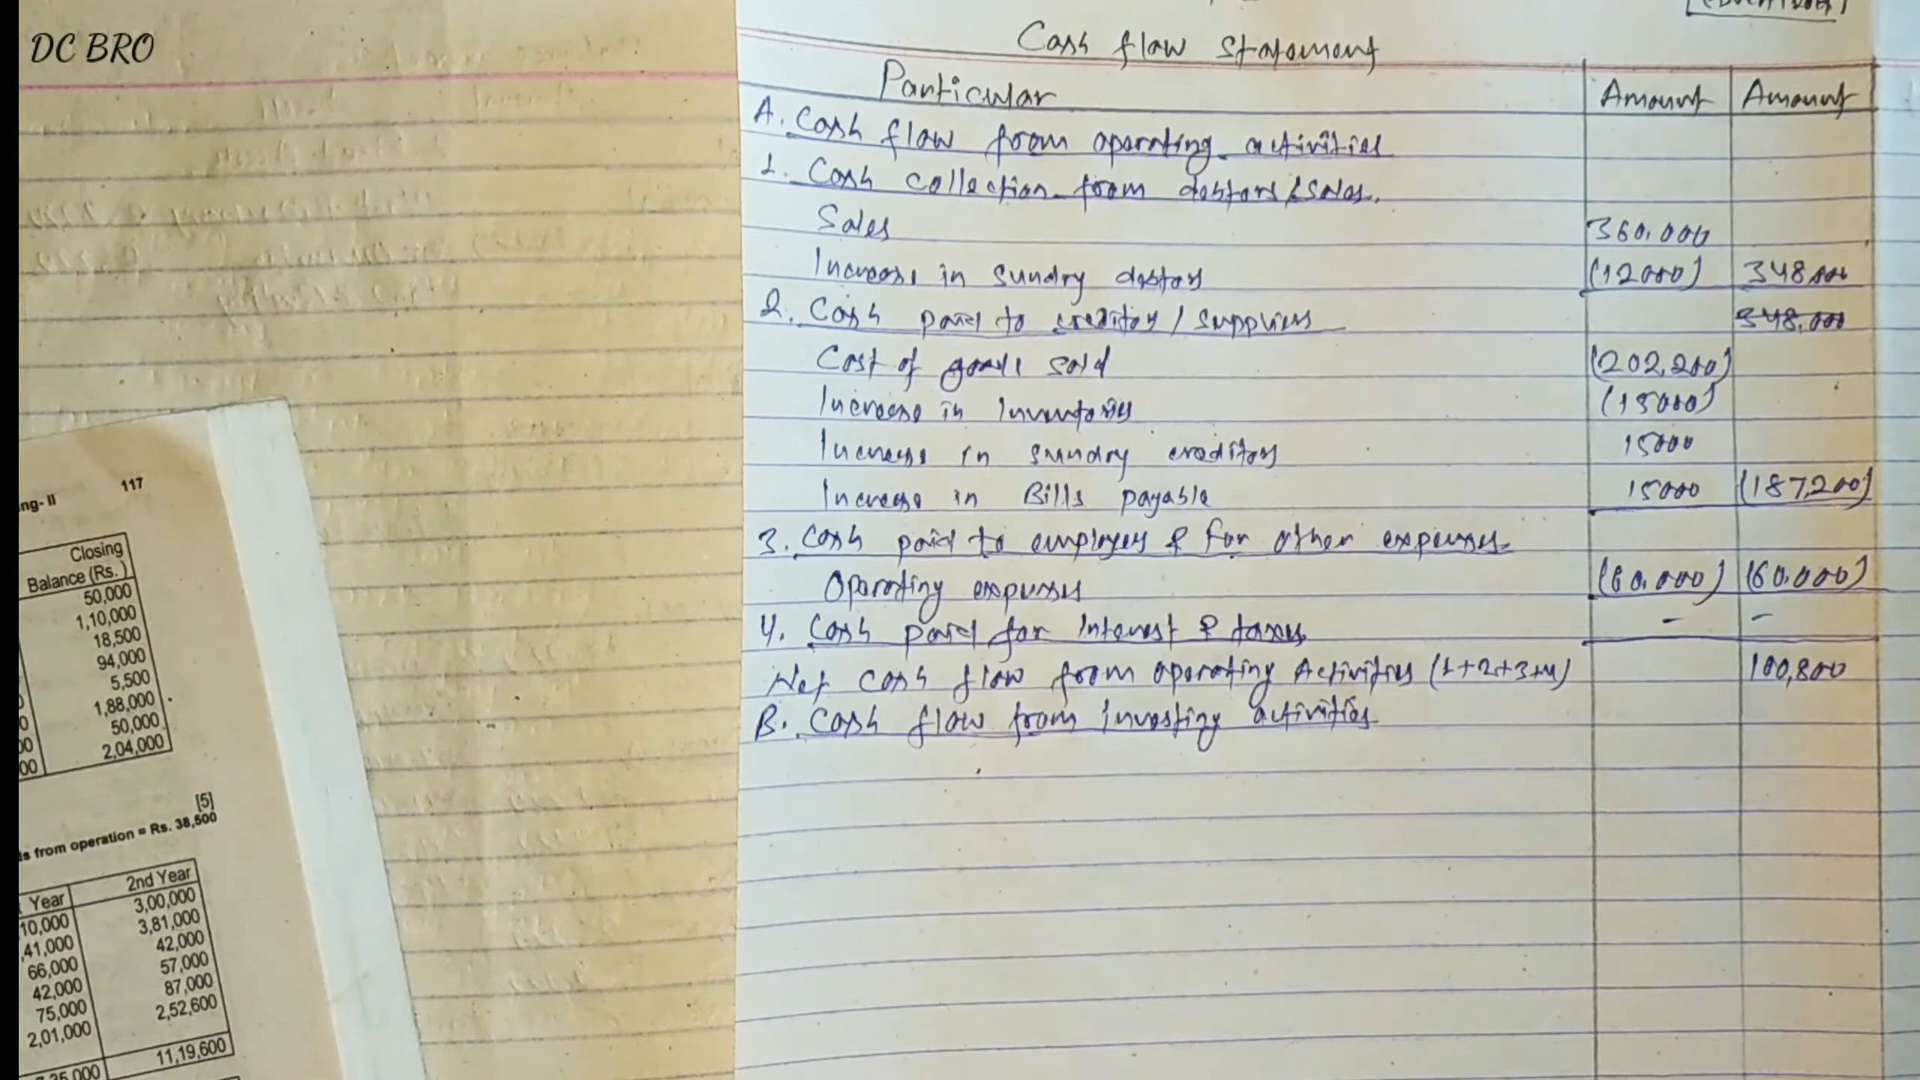 DC BRO
Cash flow statement
Particular Amount Amount
A. Cash flow from operating activities
1. Cash collection from debtors / sales.
Sales 360,000
Increase in sundry debtors (12000) 348,000
2. Cash paid to creditors / suppliers 348,000
Cost of goods sold (202,200)
Increase in Inventories (15000)
Increase in sundry creditors 15000
Increase in Bills payable 15000 (187,200)
3. Cash paid to employees & for other expenses.
Operating expenses (60,000) (60,000)
4. Cash paid for Interest & taxes - -
Net cash flow from operating Activities (1+2+3+4) 100,800
B. Cash flow from investing activities
ng- II 117
Closing
Balance (Rs.)
50,000
1,10,000
18,500
94,000
5,500
1,88,000
50,000
00 2,04,000
[5]
s from operation = Rs. 38,500
Year 2nd Year
10,000 3,00,000
,41,000 3,81,000
66,000 42,000
42,000 57,000
75,000 87,000
2,01,000 2,52,600
35,000 11,19,600